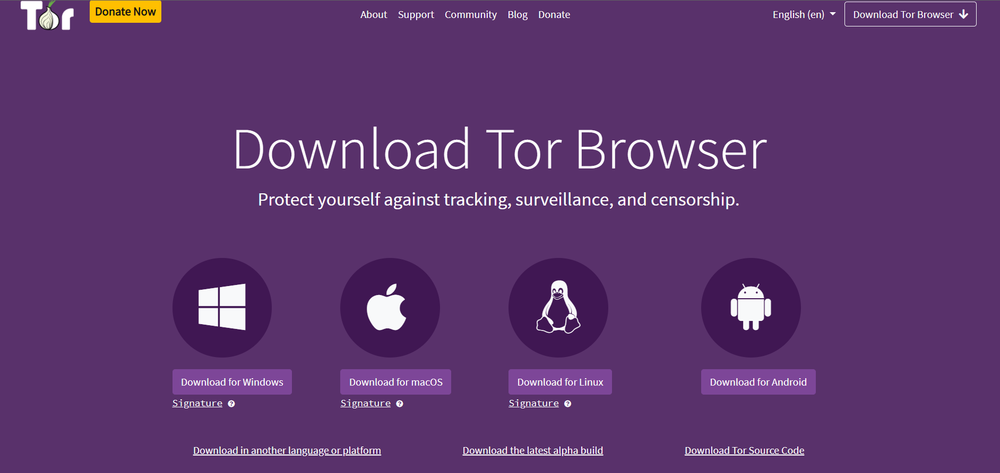 Tor
Donate Now
About Support Community Blog Donate
English (en)
Download Tor Browser
Download Tor Browser
Protect yourself against tracking, surveillance, and censorship.
Download for Windows
Signature ?
Download for macOS
Signature ?
Download for Linux
Signature ?
Download for Android
Download in another language or platform
Download the latest alpha build
Download Tor Source Code